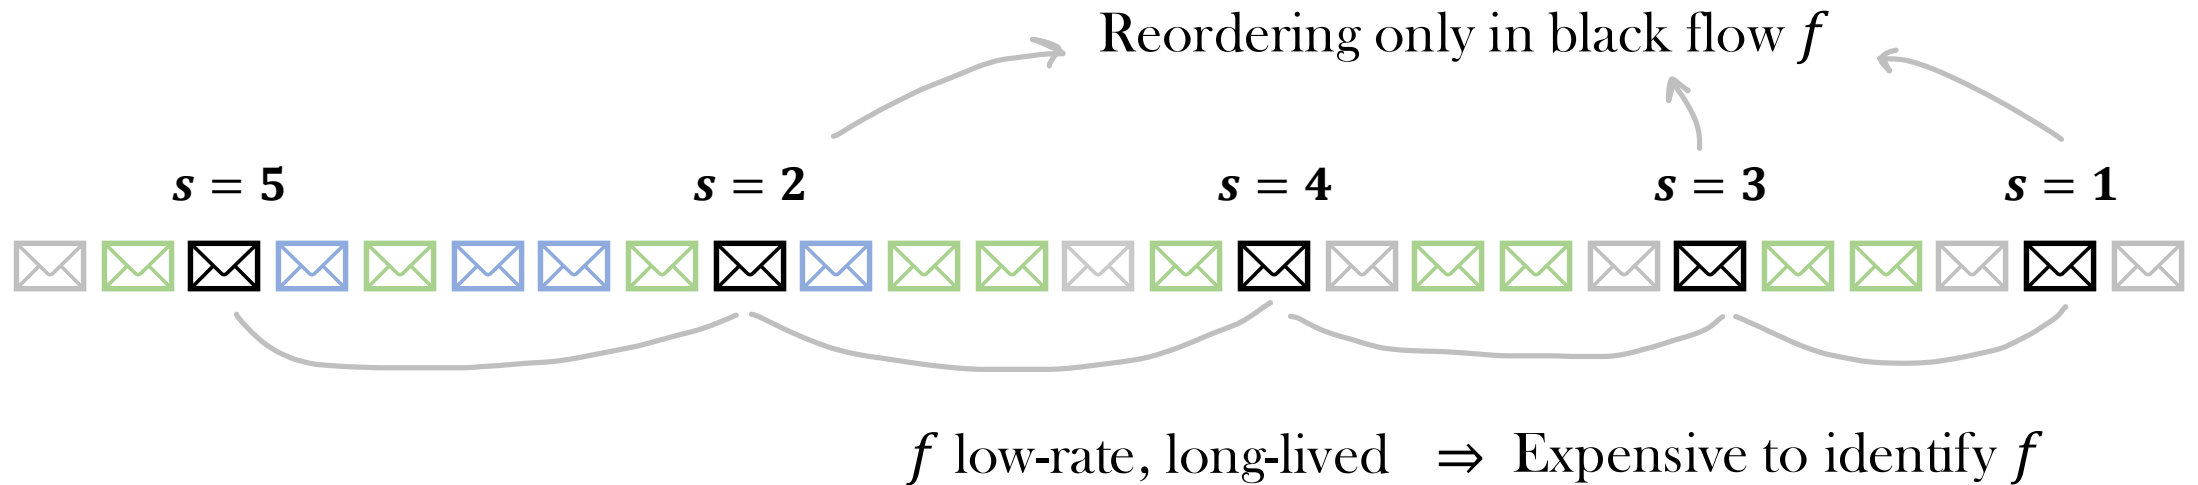 Reordering only in black flow f
s = 5 s = 2 s = 4 s = 3 s = 1
f low-rate, long-lived ⇒ Expensive to identify f